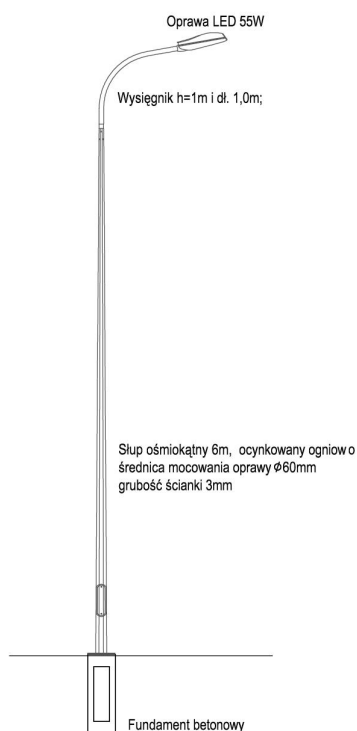 Oprawa LED 55W
Wysięgnik h=1m i dł. 1,0m;
Słup ośmiokątny 6m, ocynkowany ogniowo
średnica mocowania oprawy Φ60mm
grubość ścianki 3mm
Fundament betonowy